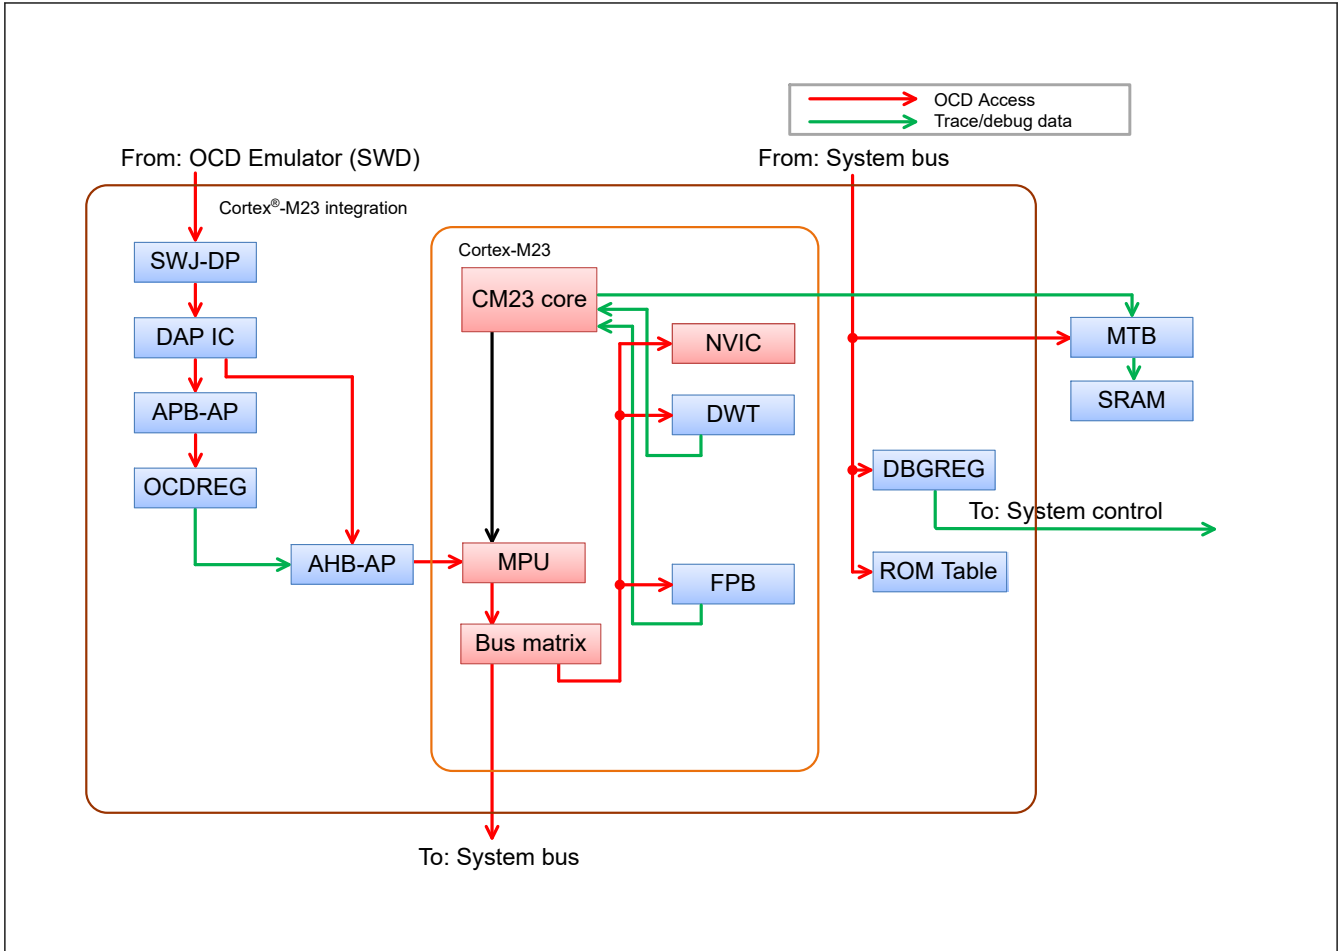 OCD Access
Trace/debug data
From: OCD Emulator (SWD)
From: System bus
Cortex®-M23 integration
Cortex-M23
SWJ-DP
CM23 core
DAP IC
NVIC
MTB
APB-AP
DWT
SRAM
OCDREG
DBGREG
To: System control
AHB-AP
MPU
FPB
ROM Table
Bus matrix
To: System bus